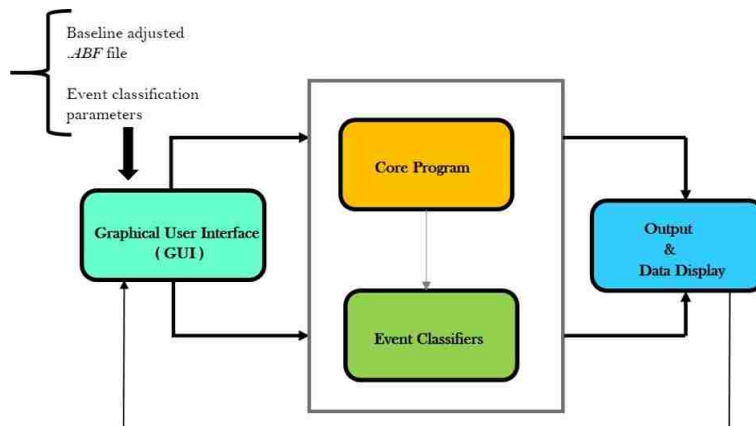 Baseline adjusted
.ABF file
Event classification
parameters
Graphical User Interface
( GUI )
Core Program
Event Classifiers
Output
&
Data Display